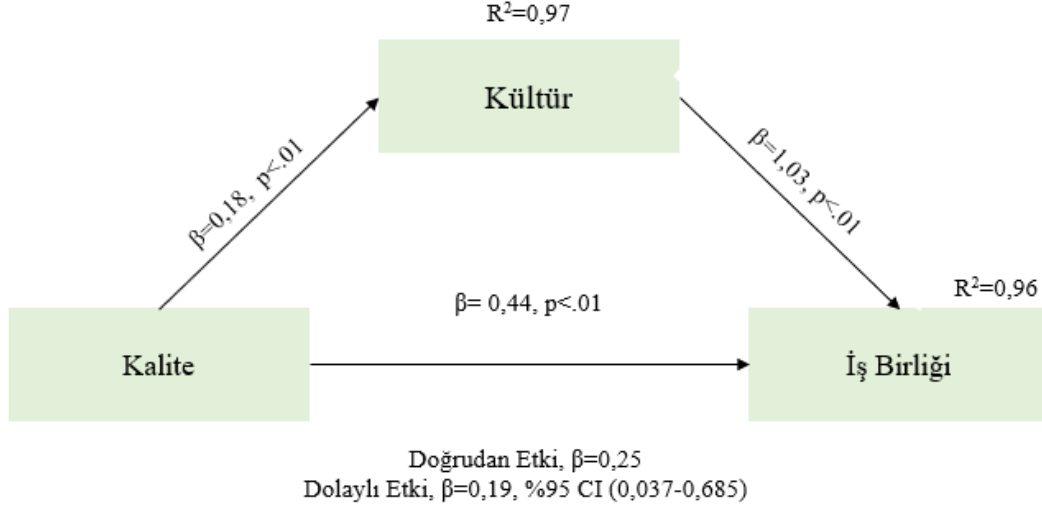 R²=0,97
Kültür
β=0,18, p<.01
β=1,03, p<.01
R²=0,96
β= 0,44, p<.01
Kalite
İş Birliği
Doğrudan Etki, β=0,25
Dolaylı Etki, β=0,19, %95 CI (0,037-0,685)